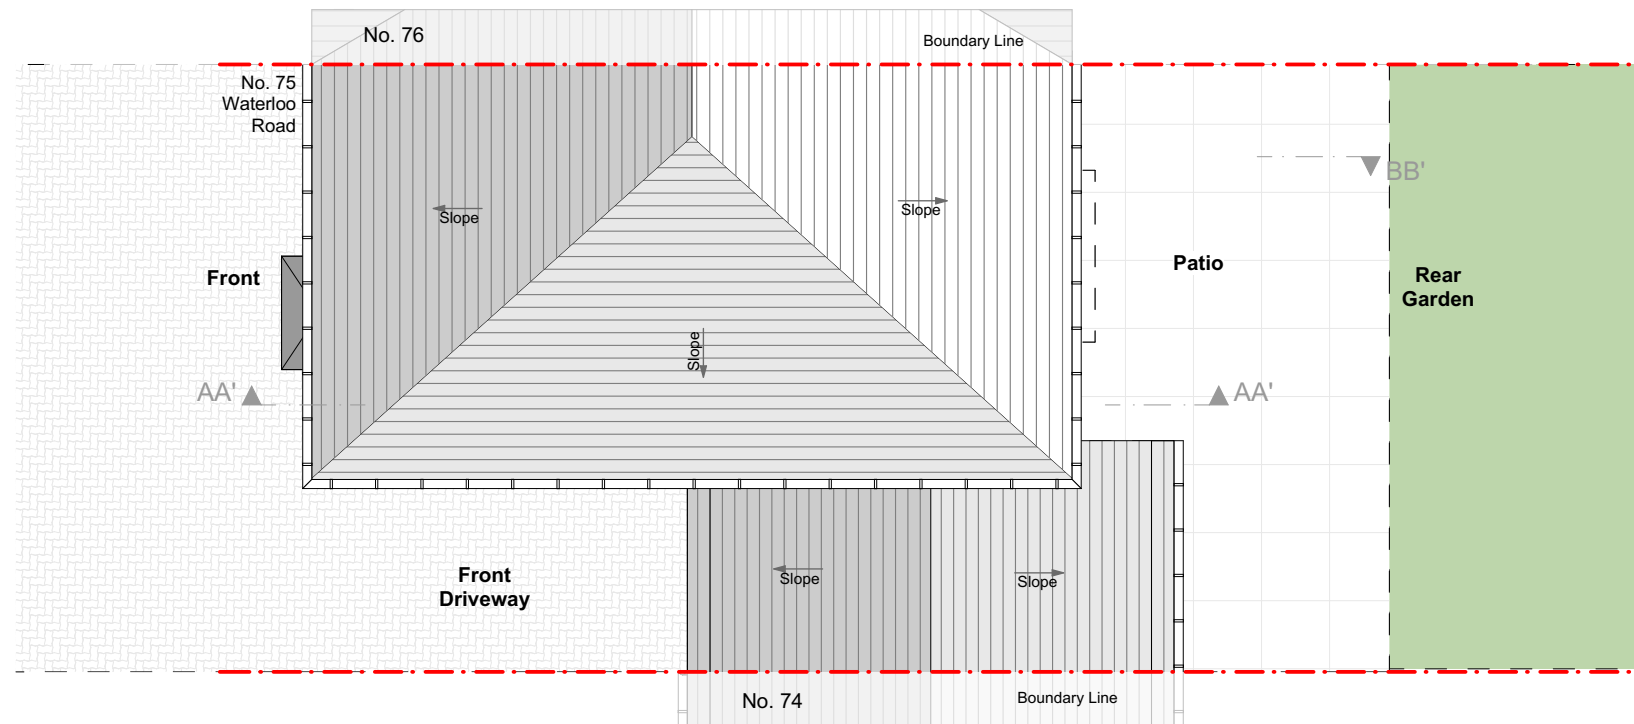 No. 76
Boundary Line
No. 75
Waterloo
Road
BB'
Slope
Slope
Front
Patio
Rear
Garden
Slope
AA'
AA'
Front
Driveway
Slope
Slope
No. 74
Boundary Line